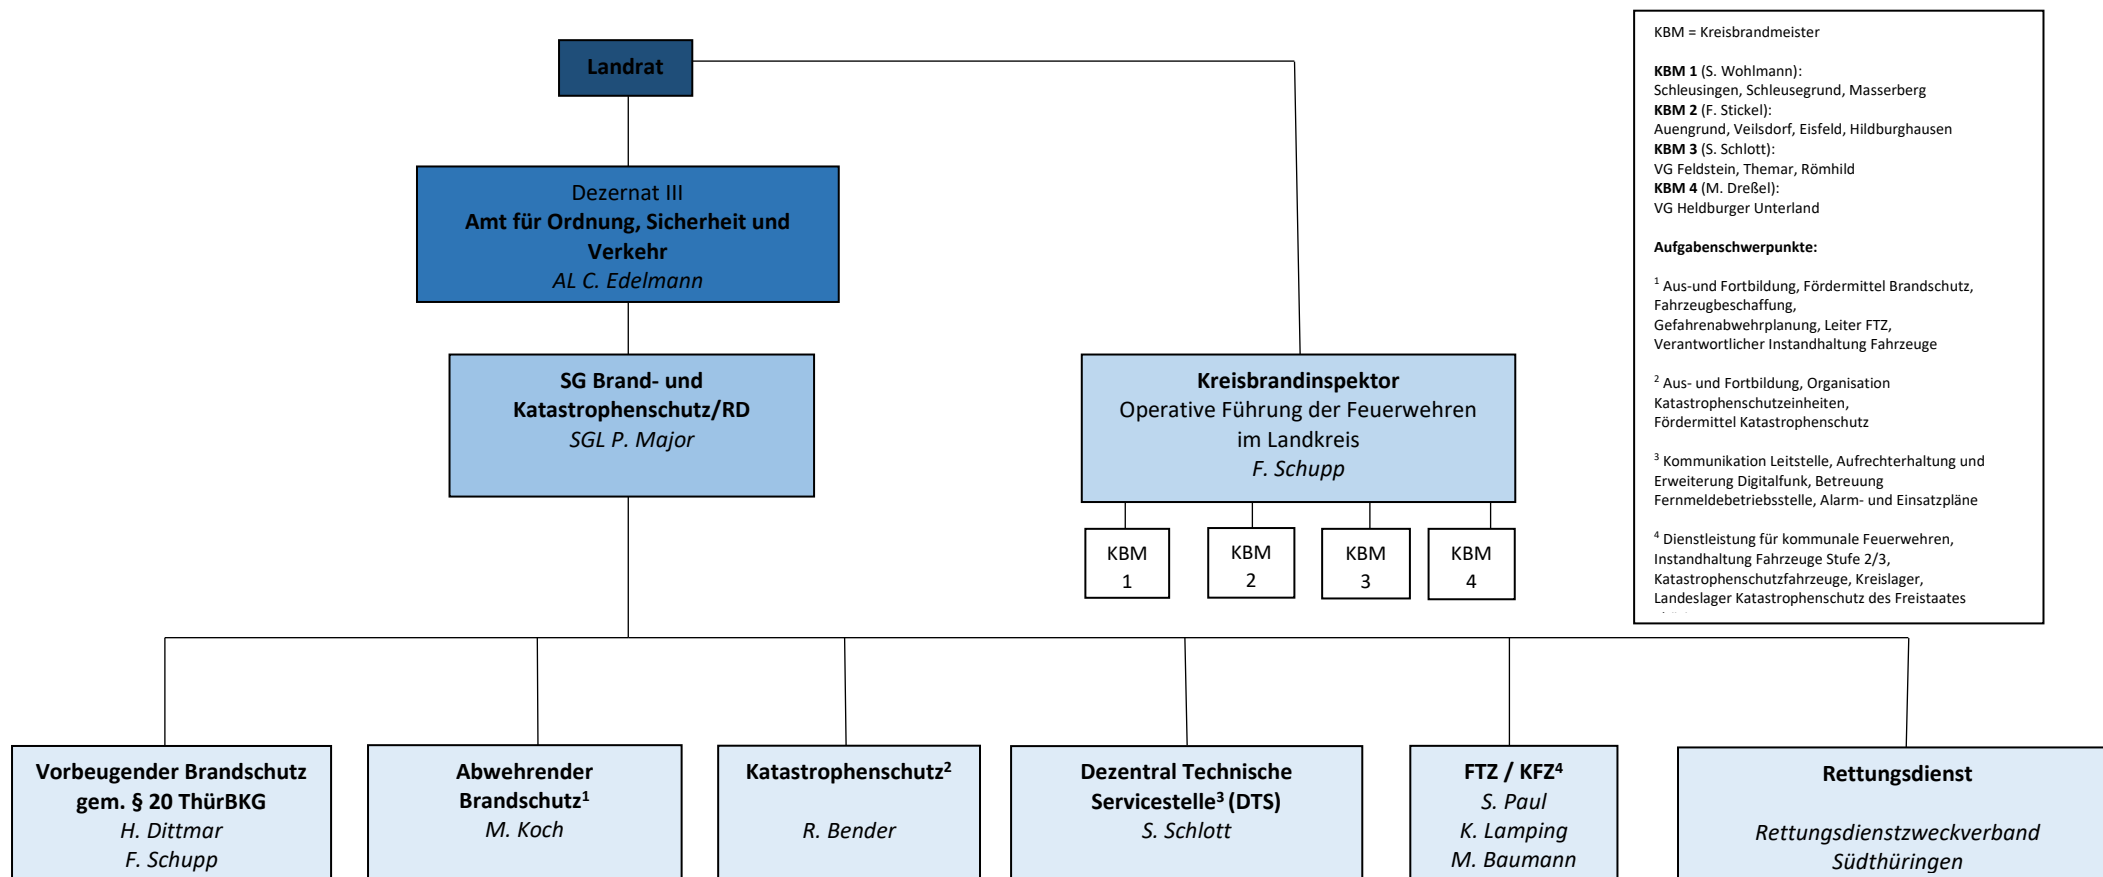 Landrat
Dezernat III
Amt für Ordnung, Sicherheit und
Verkehr
AL C. Edelmann
SG Brand- und
Katastrophenschutz/RD
SGL P. Major
Kreisbrandinspektor
Operative Führung der Feuerwehren
im Landkreis
F. Schupp
KBM
1
KBM
2
KBM
3
KBM
4
KBM = Kreisbrandmeister
KBM 1 (S. Wohlmann):
Schleusingen, Schleusegrund, Masserberg
KBM 2 (F. Stickel):
Auengrund, Veilsdorf, Eisfeld, Hildburghausen
KBM 3 (S. Schlott):
VG Feldstein, Themar, Römhild
KBM 4 (M. Dreßel):
VG Heldburger Unterland
Aufgabenschwerpunkte:
1 Aus-und Fortbildung, Fördermittel Brandschutz,
Fahrzeugbeschaffung,
Gefahrenabwehrplanung, Leiter FTZ,
Verantwortlicher Instandhaltung Fahrzeuge
2 Aus- und Fortbildung, Organisation
Katastrophenschutzeinheiten,
Fördermittel Katastrophenschutz
3 Kommunikation Leitstelle, Aufrechterhaltung und
Erweiterung Digitalfunk, Betreuung
Fernmeldebetriebsstelle, Alarm- und Einsatzpläne
4 Dienstleistung für kommunale Feuerwehren,
Instandhaltung Fahrzeuge Stufe 2/3,
Katastrophenschutzfahrzeuge, Kreislager,
Landeslager Katastrophenschutz des Freistaates
Vorbeugender Brandschutz
gem. § 20 ThürBKG
H. Dittmar
F. Schupp
Abwehrender
Brandschutz1
M. Koch
Katastrophenschutz2
R. Bender
Dezentral Technische
Servicestelle3 (DTS)
S. Schlott
FTZ / KFZ4
S. Paul
K. Lamping
M. Baumann
Rettungsdienst
Rettungsdienstzweckverband
Südthüringen